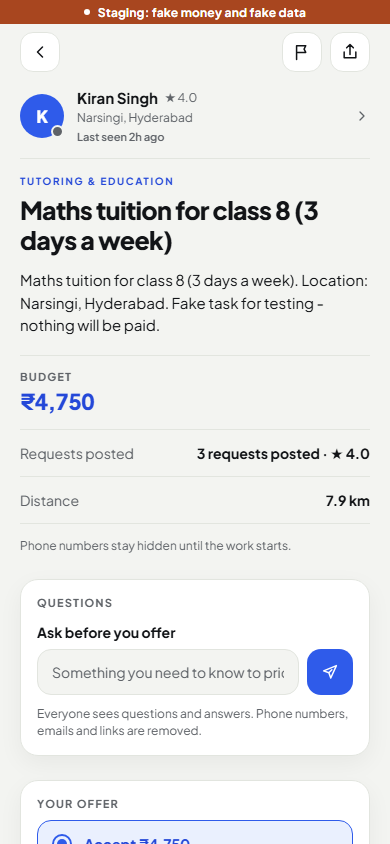 Staging: fake money and fake data
Kiran Singh ★ 4.0
K
Narsingi, Hyderabad
Last seen 2h ago
TUTORING & EDUCATION
Maths tuition for class 8 (3
days a week)
Maths tuition for class 8 (3 days a week). Location:
Narsingi, Hyderabad. Fake task for testing -
nothing will be paid.
BUDGET
₹4,750
Requests posted 3 requests posted · ★ 4.0
Distance 7.9 km
Phone numbers stay hidden until the work starts.
QUESTIONS
Ask before you offer
Something you need to know to pric
Everyone sees questions and answers. Phone numbers,
emails and links are removed.
YOUR OFFER
Accept ₹4,750